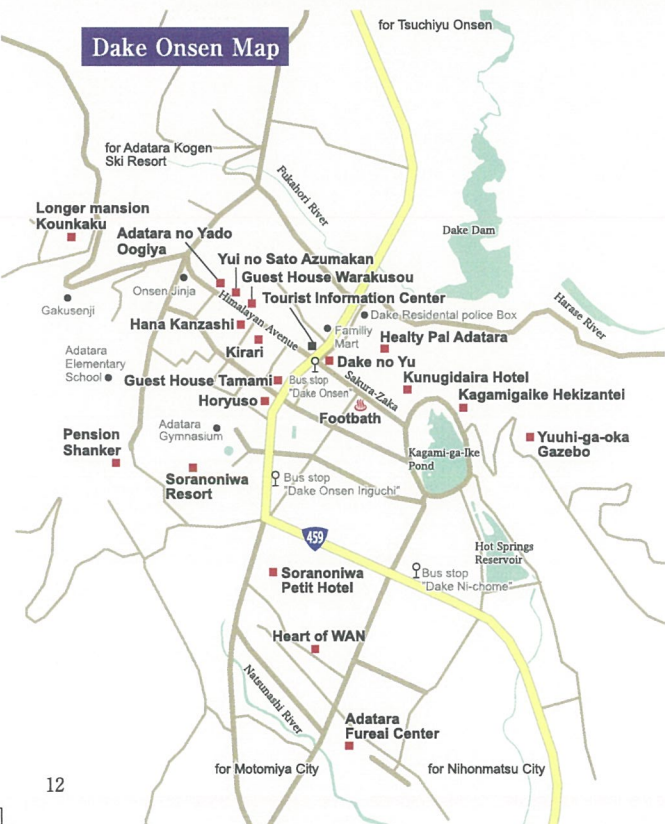 Dake Onsen Map
for Tsuchiyu Onsen
for Adatara Kogen
Ski Resort
Fukahori River
Longer mansion
Kounkaku
Adatara no Yado
Oogiya
Dake Dam
Yui no Sato Azumakan
Guest House Warakusou
Onsen Jinja
Tourist Information Center
Gakusenji
Himalayan Avenue
Harase River
Dake Residental police Box
Hana Kanzashi
Familiy
Mart
Healty Pal Adatara
Kirari
Adatara
Elementary
School
Dake no Yu
Guest House Tamami
Bus stop
"Dake Onsen"
Sakura-Zaka
Kunugidaira Hotel
Horyuso
Kagamigaike Hekizantei
Footbath
Adatara
Gymnasium
Pension
Shanker
Kagami-ga-Ike
Pond
Yuuhi-ga-oka
Gazebo
Soranoniwa
Resort
Bus stop
"Dake Onsen Iriguchi"
459
Hot Springs
Reservoir
Soranoniwa
Petit Hotel
Bus stop
"Dake Ni-chome"
Heart of WAN
Natsunashi River
Adatara
Fureai Center
for Motomiya City
for Nihonmatsu City
12